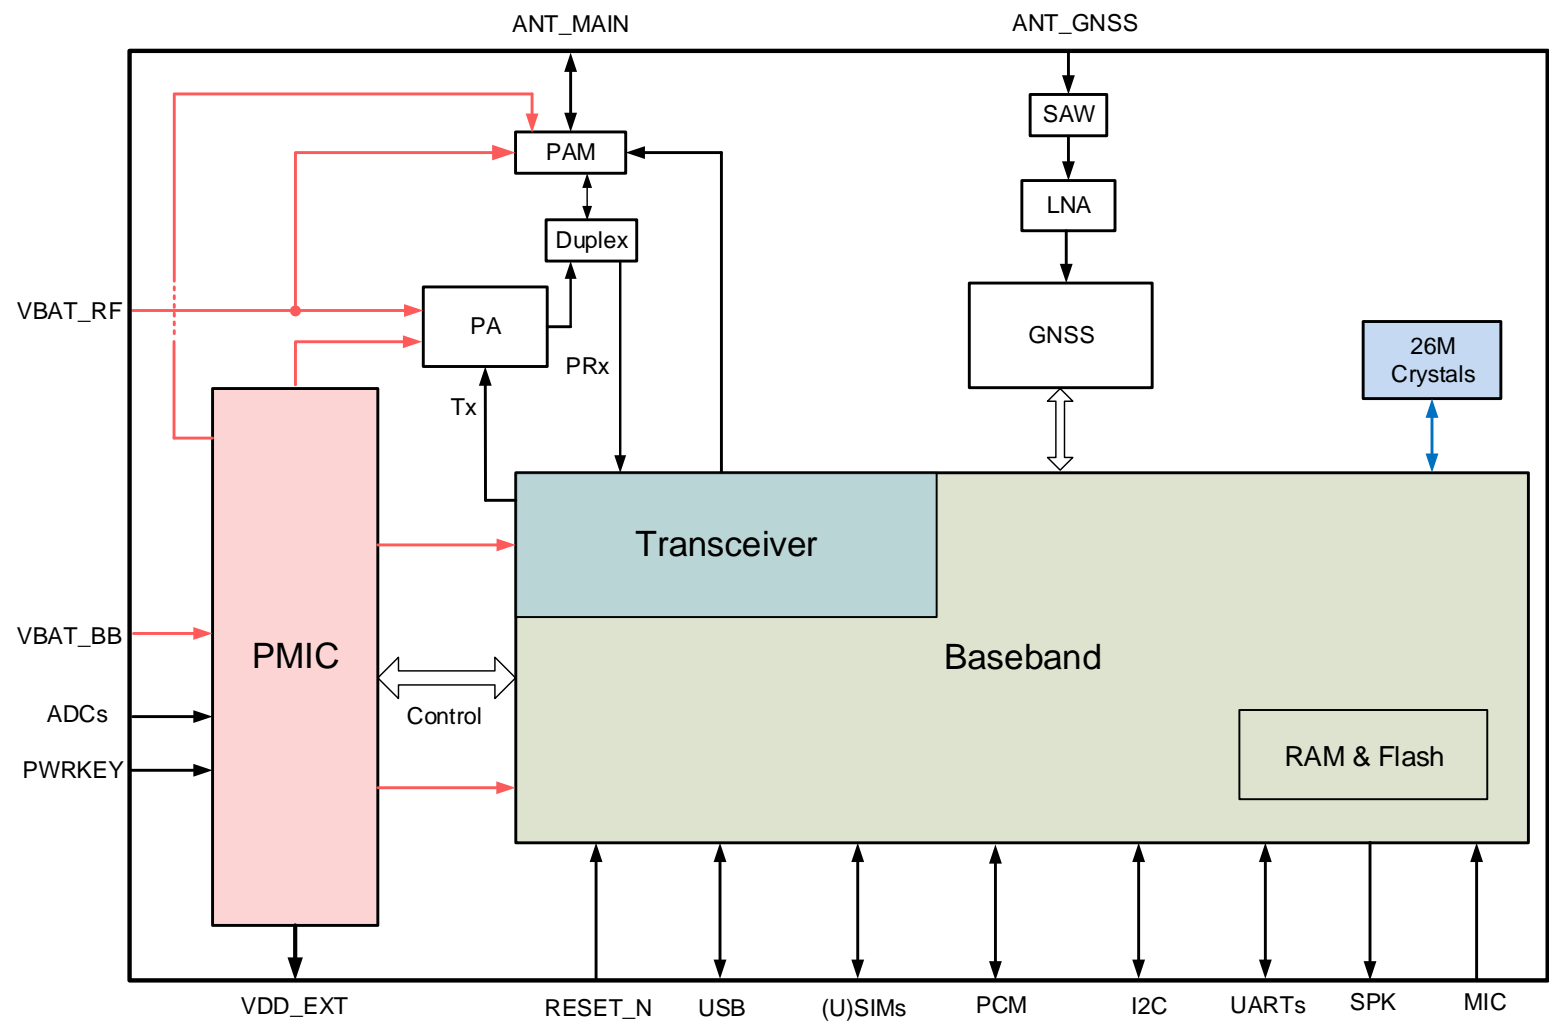 ANT_MAIN
ANT_GNSS
SAW
PAM
LNA
Duplex
VBAT_RF
PA
GNSS
26M
Crystals
PRx
Tx
Transceiver
VBAT_BB
PMIC
Baseband
ADCs
Control
PWRKEY
RAM & Flash
VDD_EXT
RESET_N
USB
(U)SIMs
PCM
I2C
UARTs
SPK
MIC